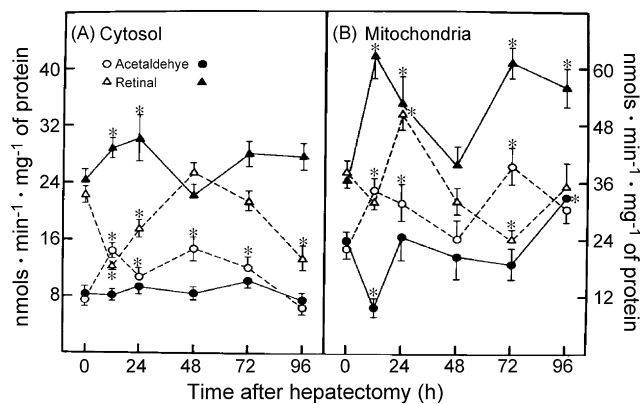 (A) Cytosol
Acetaldehye
Retinal
nmols · min-1 · mg-1 of protein
40
32
24
16
8
0 24 48 72 96
(B) Mitochondria
60
48
36
24
12
nmols · min-1 · mg-1 of protein
0 24 48 72 96
Time after hepatectomy (h)